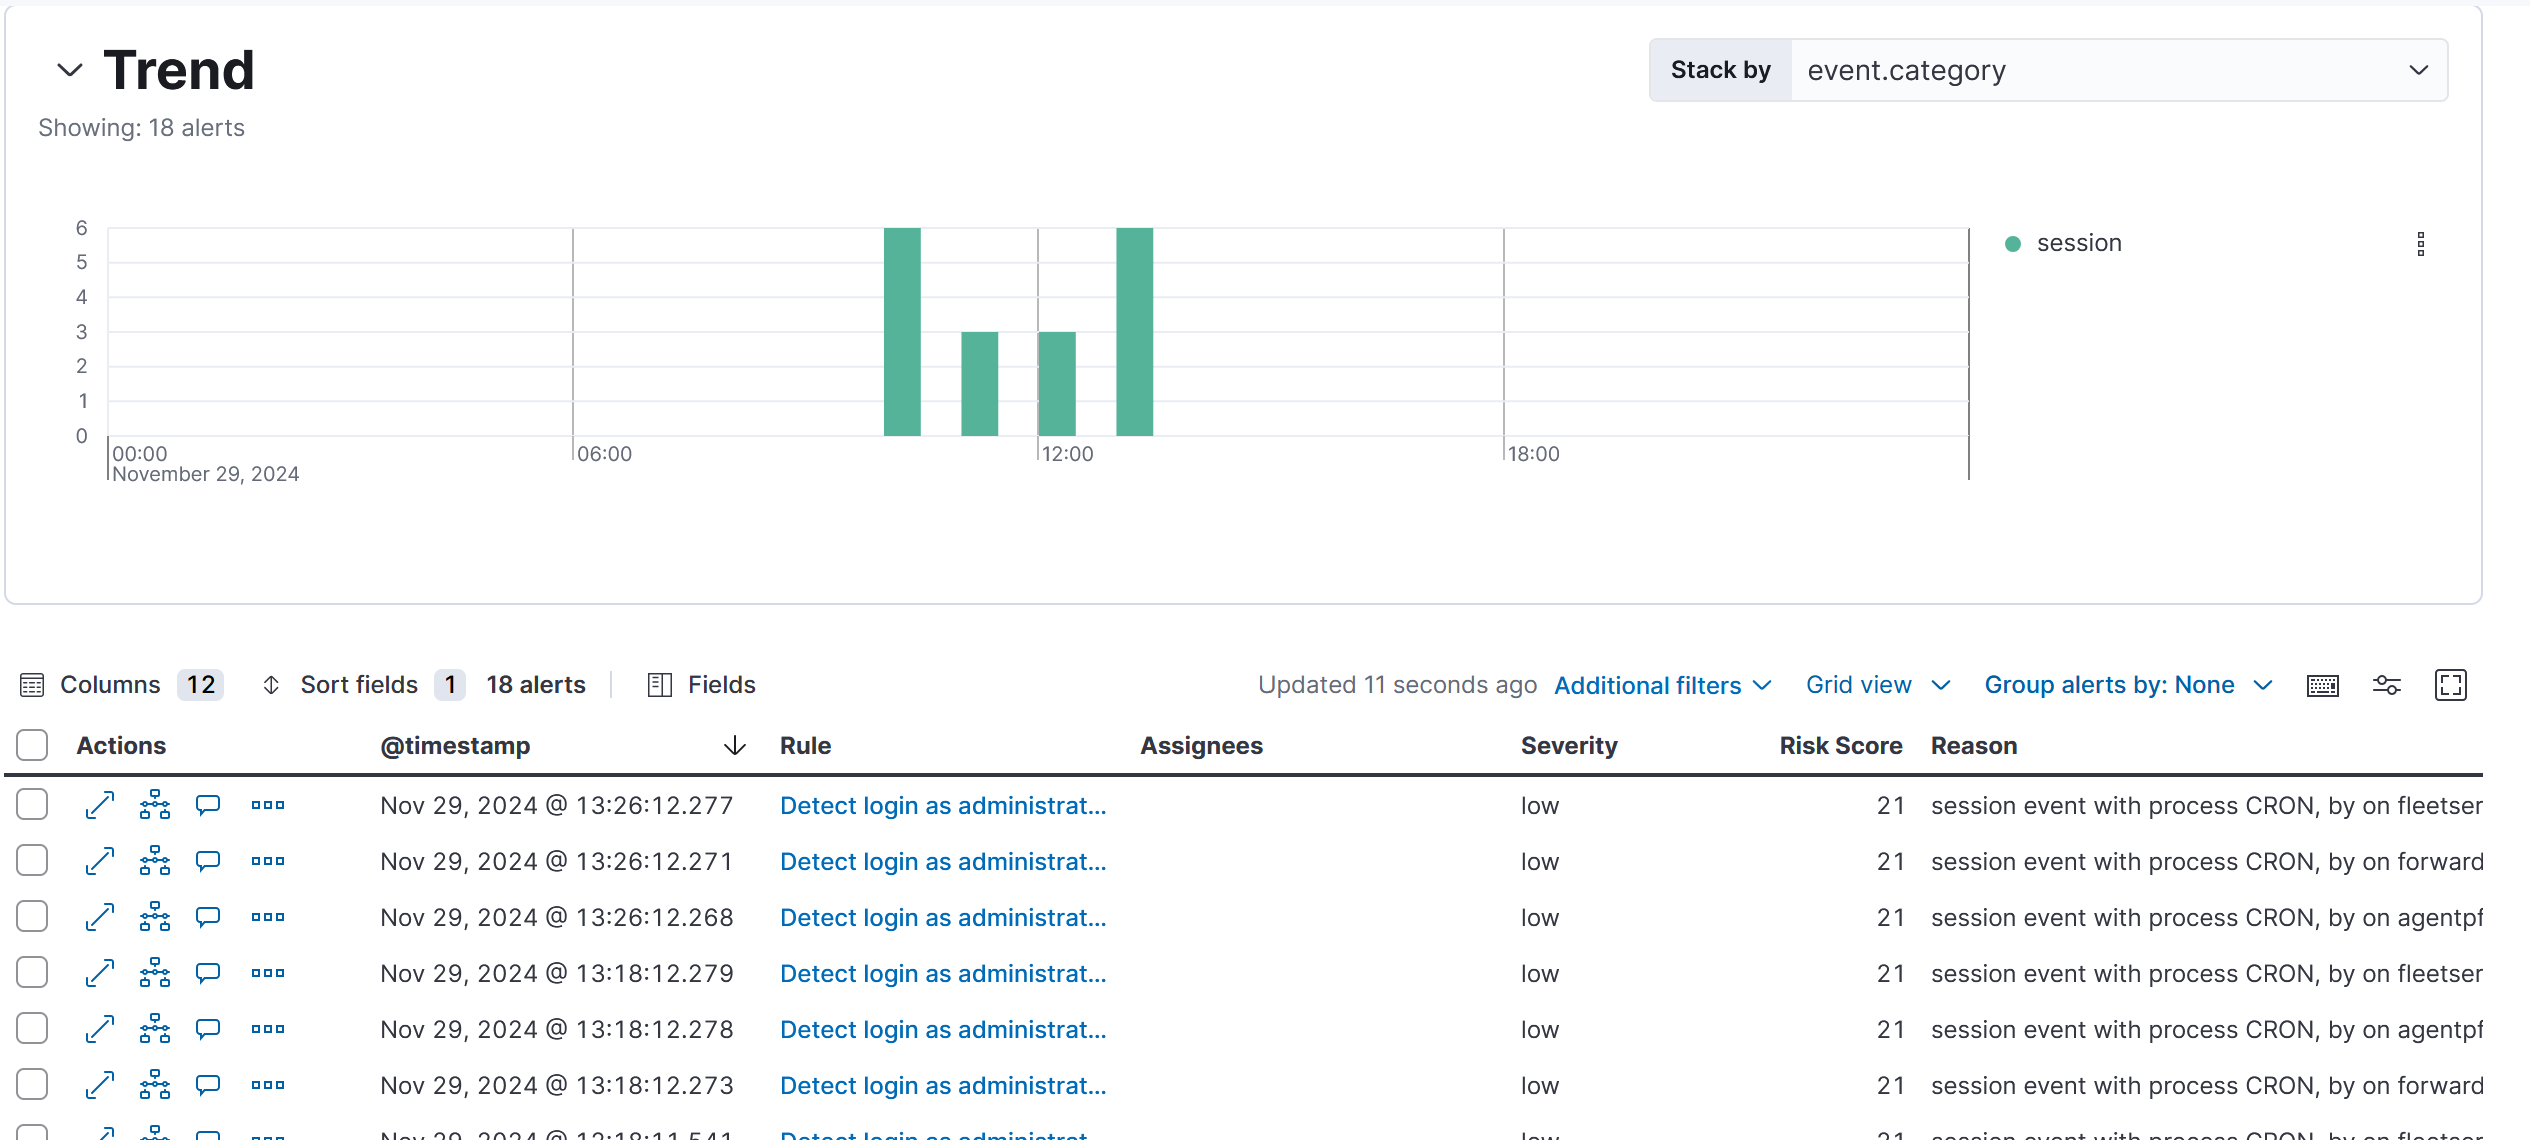 Trend
Stack by event.category
Showing: 18 alerts
6
5
4
3
2
1
0
session
00:00 06:00 12:00 18:00
November 29, 2024
Columns 12 Sort fields 1 18 alerts Fields Updated 11 seconds ago Additional filters Grid view Group alerts by: None
Actions @timestamp Rule Assignees Severity Risk Score Reason
Nov 29, 2024 @ 13:26:12.277 Detect login as administrat... low 21 session event with process CRON, by on fleetser
Nov 29, 2024 @ 13:26:12.271 Detect login as administrat... low 21 session event with process CRON, by on forward
Nov 29, 2024 @ 13:26:12.268 Detect login as administrat... low 21 session event with process CRON, by on agentpf
Nov 29, 2024 @ 13:18:12.279 Detect login as administrat... low 21 session event with process CRON, by on fleetser
Nov 29, 2024 @ 13:18:12.278 Detect login as administrat... low 21 session event with process CRON, by on agentpf
Nov 29, 2024 @ 13:18:12.273 Detect login as administrat... low 21 session event with process CRON, by on forward